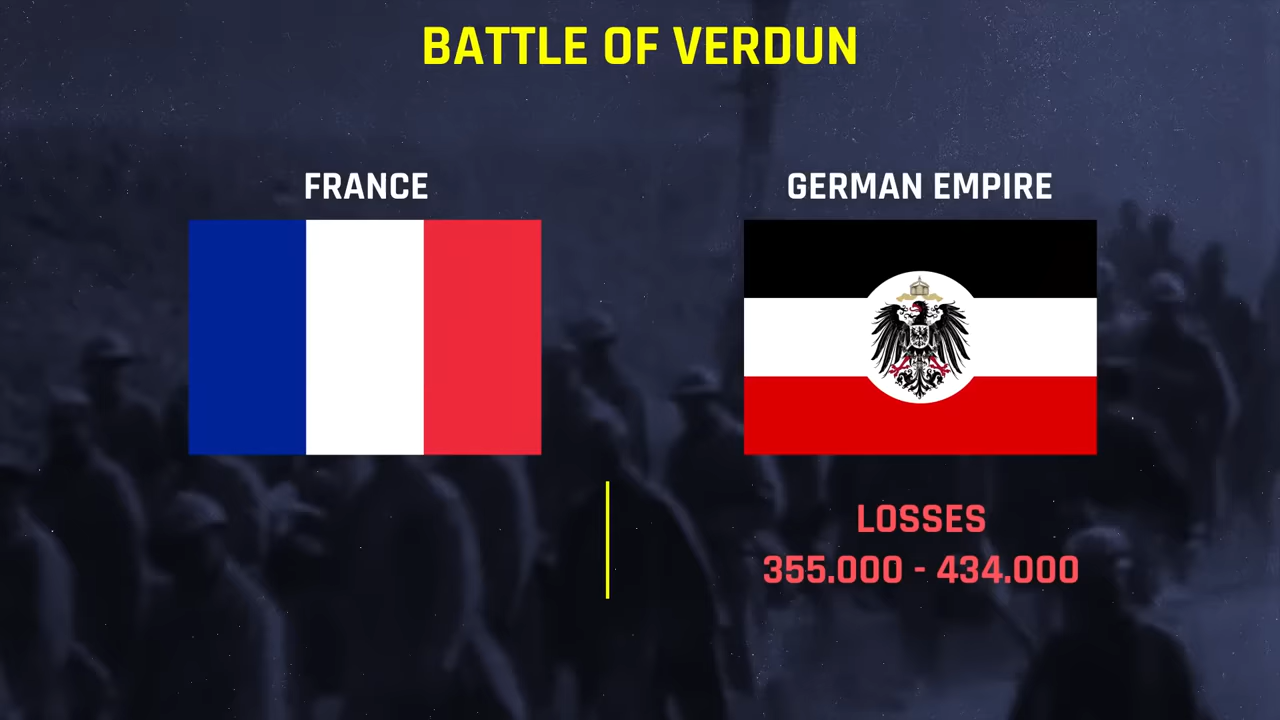 BATTLE OF VERDUN
FRANCE
GERMAN EMPIRE
LOSSES
355.000 - 434.000